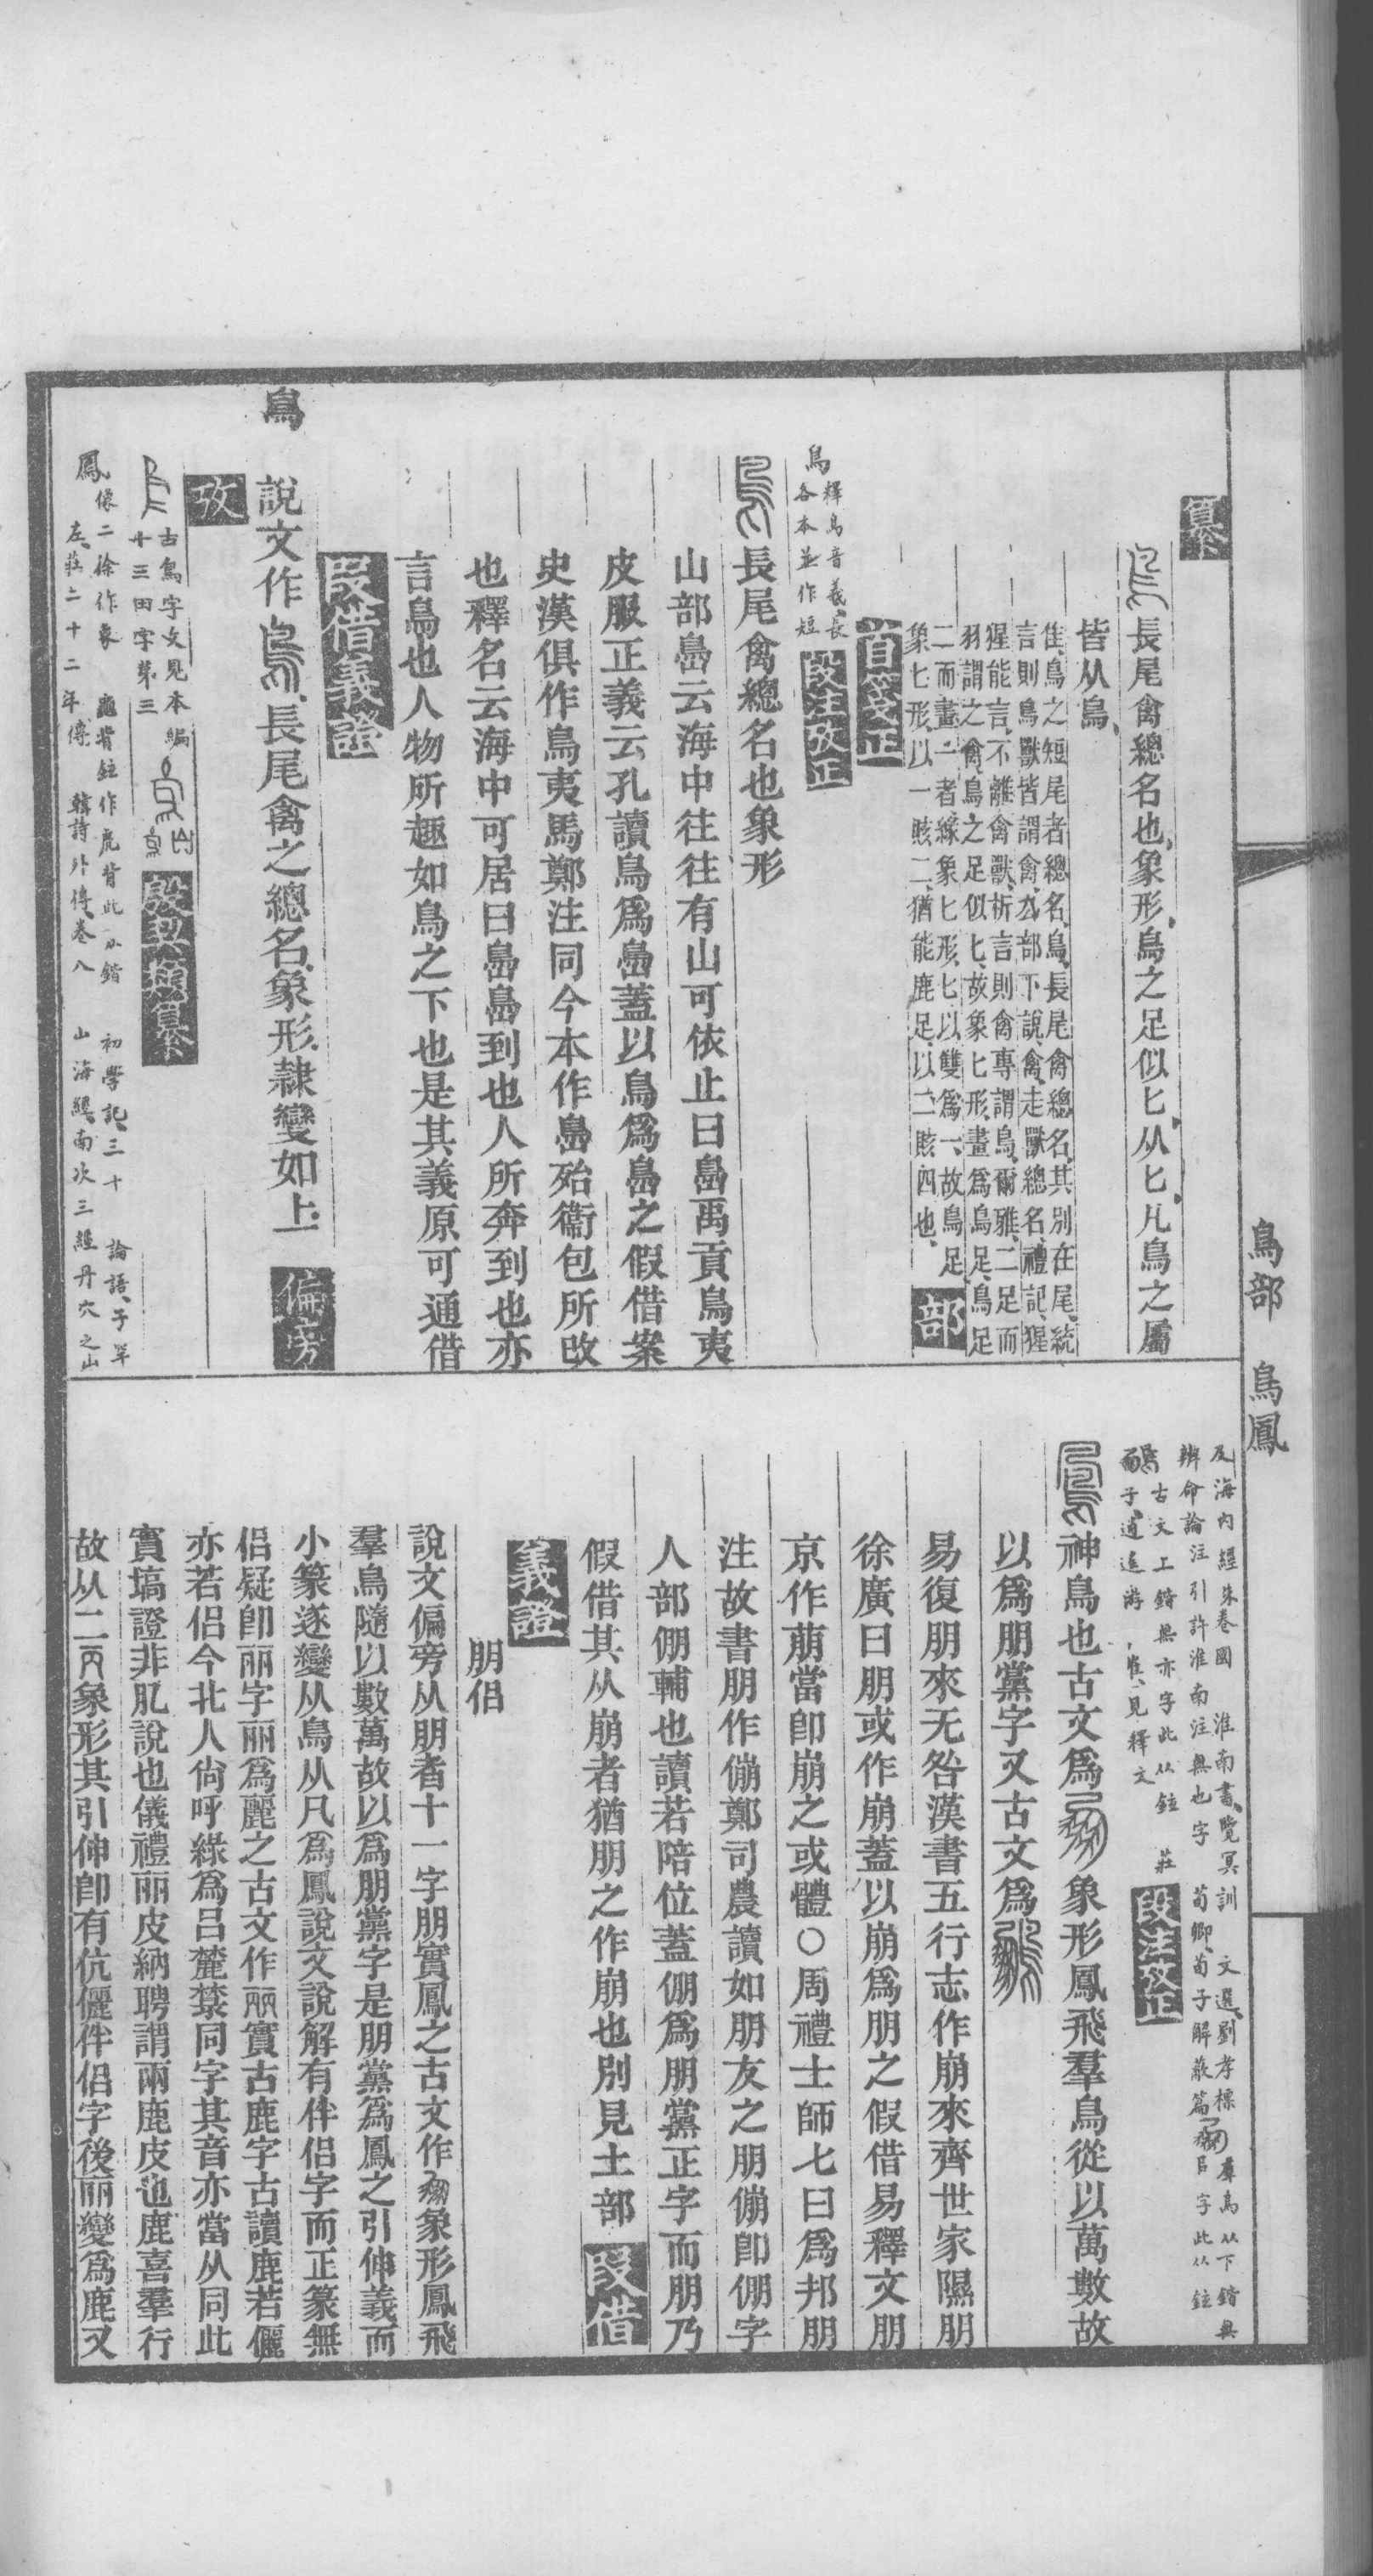 鳥部　鳥鳳
纂
長尾禽總名也、象形、鳥之足似匕、从匕、凡鳥之屬
皆从鳥、
隹、鳥之短尾者總名、鳥、長尾禽總名、其別在尾、統
言則鳥獸皆謂禽、厹部下說、禽、走獸總名、禮記、猩
猩能言、不離禽獸、析言則禽專謂鳥、爾雅、二足而
羽謂之禽、鳥之足似匕、故象匕形、畫爲鳥足、鳥足
二而畫一者緣象匕形、匕以雙爲一、故鳥足
象匕形、以一賅二、猶能鹿足、以二賅四也、
部首
鳥釋鳥音義、長
各本並作短
段注攷正
長尾禽總名也象形
山部㠀云海中往往有山可依止曰㠀禹貢鳥夷
皮服正義云孔讀鳥爲㠀蓋以鳥爲㠀之假借案
史漢俱作鳥夷馬鄭注同今本作㠀殆衞包所改
也釋名云海中可居曰㠀㠀到也人所奔到也亦
言鳥也人物所趣如鳥之下也是其義原可通借
段借義證
鳥
說文作、長尾禽之總名、象形、隷變如上、
偏旁
攷
古鳥字文見本編
十三田字第三
殷契類纂
鳳像二徐作象　龜背鉉作虎背此从鍇　初學記、三十　論語、子罕
左、莊二十二年傳　韓詩外傳、卷八　山海經、南次三經丹穴之山
及海內經朱卷國　淮南書、覽冥訓　文選、劉孝標
辨命論注引許淮南注無也字　荀卿、荀子解蔽篇
羣鳥从下鍇無
臣字此从鉉
古文上鍇無亦字此从鉉　莊
子、逍遙游、崔、見釋文
段注攷正
神鳥也古文爲象形鳳飛羣鳥從以萬數故
以爲朋黨字又古文爲
易復朋來无咎漢書五行志作崩來齊世家隰朋
徐廣曰朋或作崩蓋以崩爲朋之假借易釋文朋
京作萠當卽崩之或體○周禮士師七曰爲邦朋
注故書朋作傰鄭司農讀如朋友之朋傰卽倗字
人部倗輔也讀若陪位蓋倗爲朋黨正字而朋乃
假借其从崩者猶朋之作崩也別見土部
段借
義證
朋侶
說文偏旁从朋者十一字朋實鳳之古文作象形鳳飛
羣鳥隨以數萬故以爲朋黨字是朋黨爲鳳之引伸義而
小篆遂變从鳥从凡爲鳳說文說解有伴侶字而正篆無
侶疑卽丽字丽爲麗之古文作實古鹿字古讀鹿若儷
亦若侶今北人尙呼綠爲呂麓䕡同字其音亦當从同此
實塙證非肊說也儀禮丽皮納聘謂兩鹿皮也鹿喜羣行
故从二丙象形其引伸卽有伉儷伴侶字後丽變爲鹿又